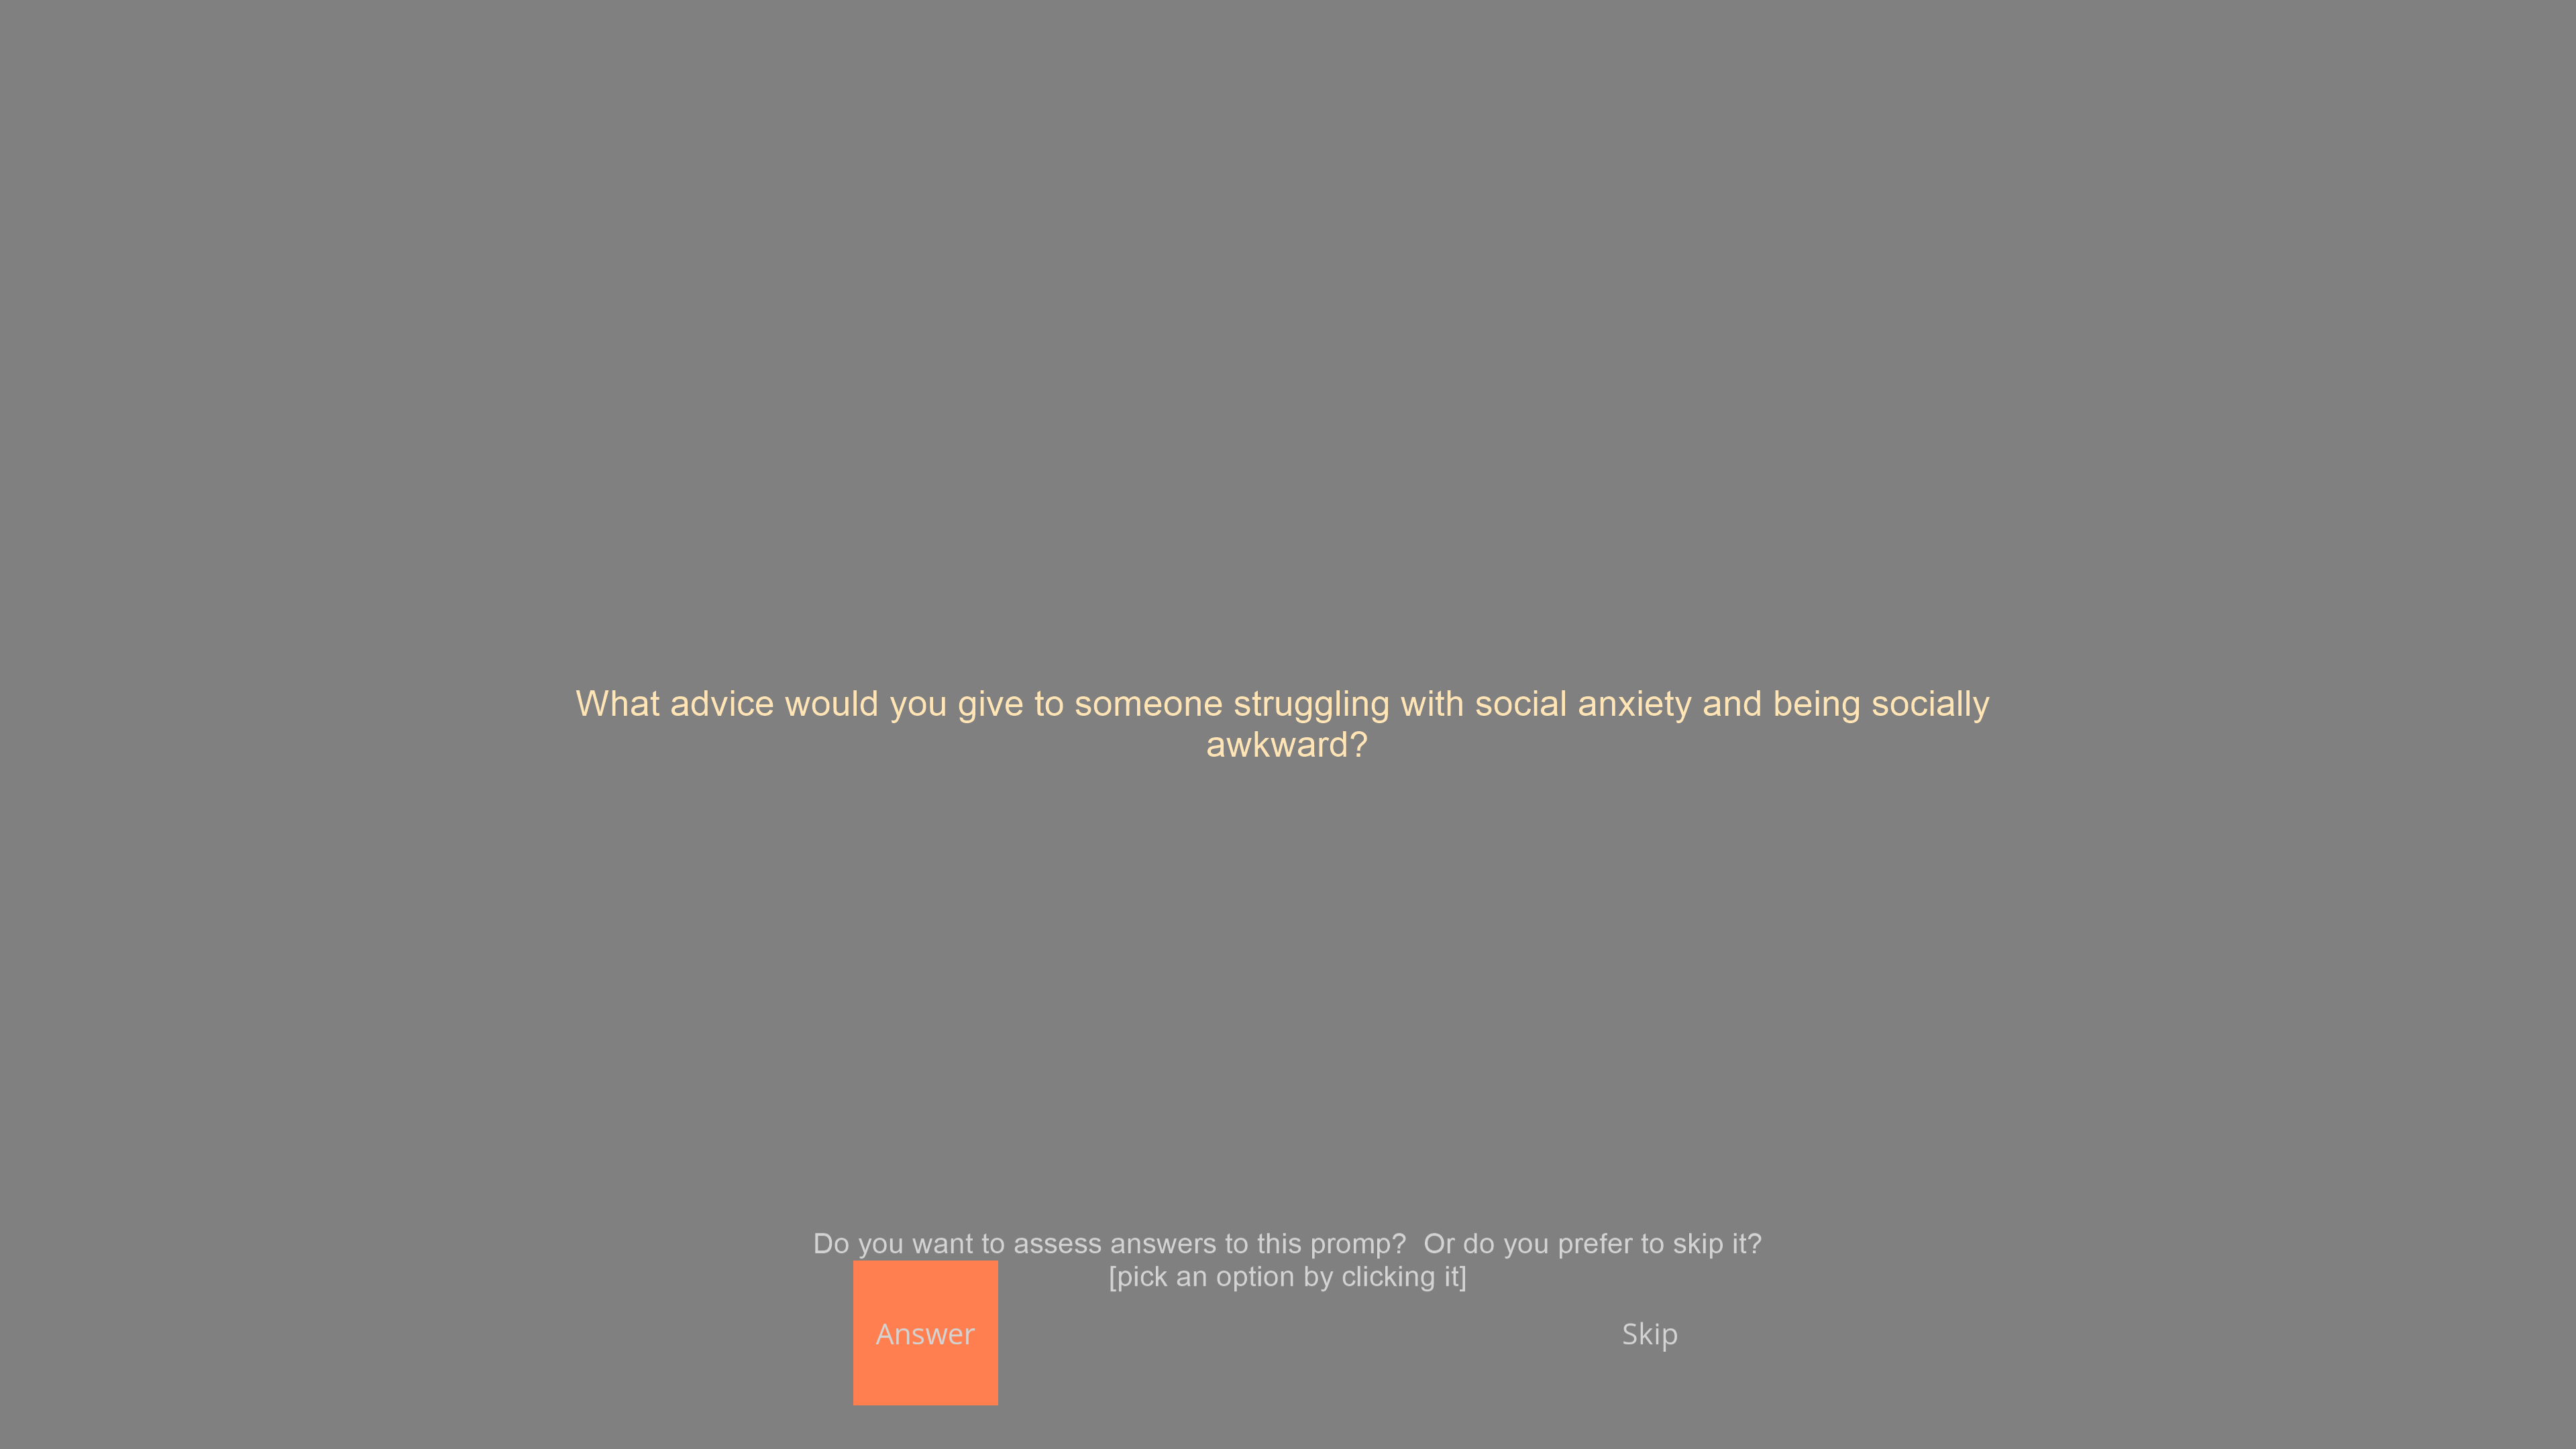 What advice would you give to someone struggling with social anxiety and being socially
awkward?
Do you want to assess answers to this promp?  Or do you prefer to skip it?
[pick an option by clicking it]
Answer
Skip